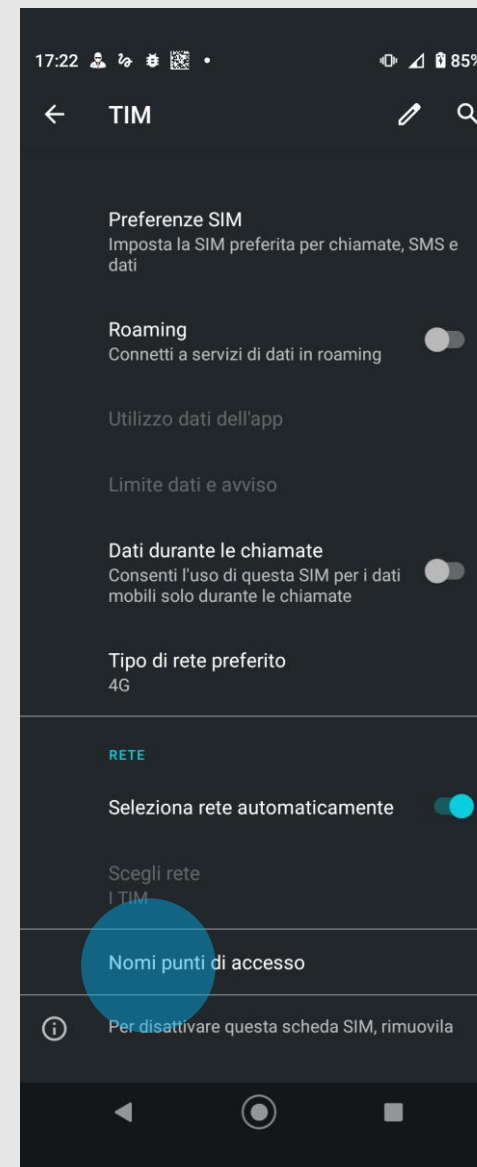 17:22
85%
TIM
Preferenze SIM
Imposta la SIM preferita per chiamate, SMS e
dati
Roaming
Connetti a servizi di dati in roaming
Utilizzo dati dell'app
Limite dati e avviso
Dati durante le chiamate
Consenti l'uso di questa SIM per i dati
mobili solo durante le chiamate
Tipo di rete preferito
4G
RETE
Seleziona rete automaticamente
Scegli rete
I TIM
Nomi punti di accesso
Per disattivare questa scheda SIM, rimuovila